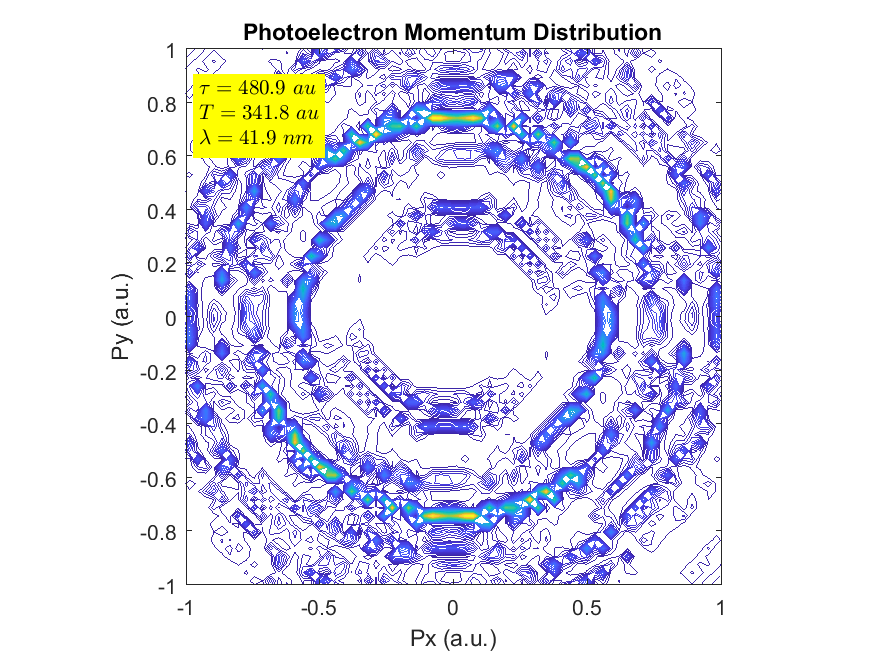 Photoelectron Momentum Distribution
τ = 480.9 au
T = 341.8 au
λ = 41.9 nm
1
0.8
0.6
0.4
0.2
0
-0.2
-0.4
-0.6
-0.8
-1
Py (a.u.)
-1 -0.5 0 0.5 1
Px (a.u.)